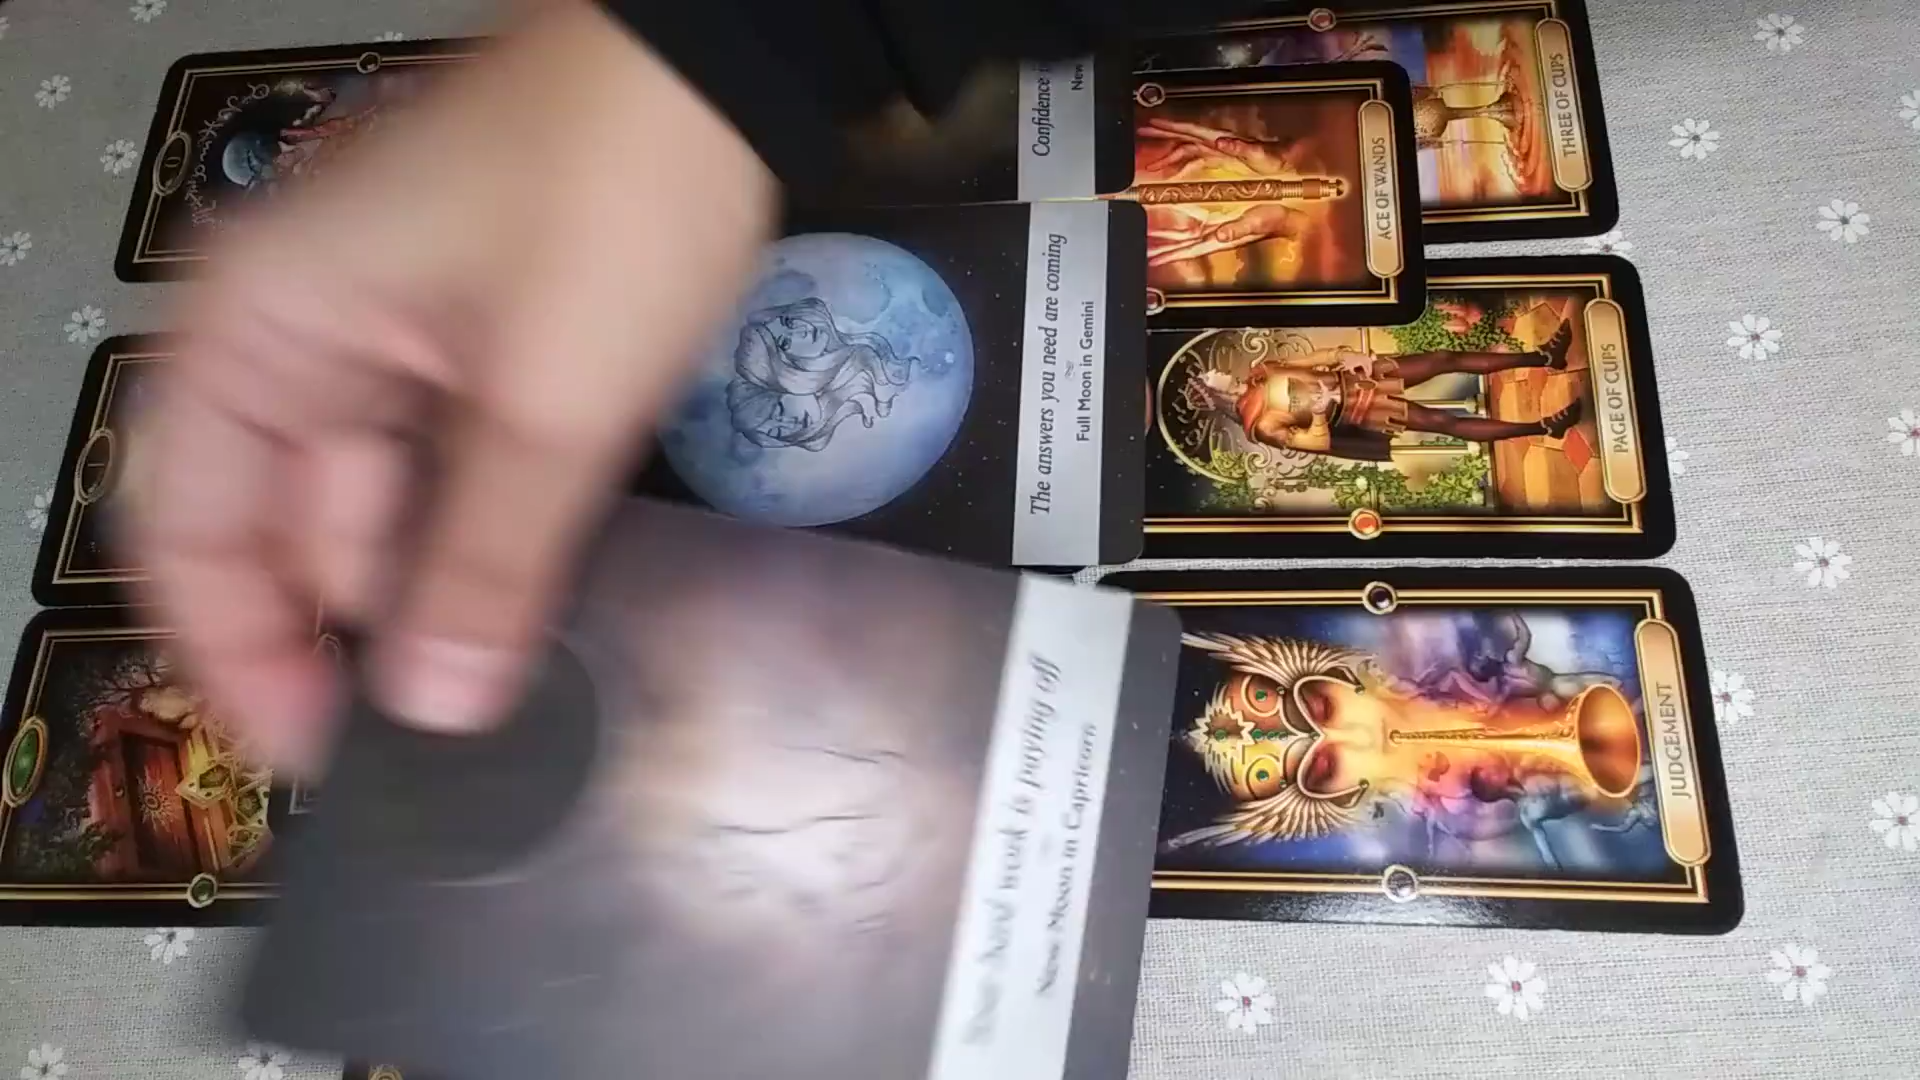 Confidence
New
THREE OF CUPS
ACE OF WANDS
The answers you need are coming
Full Moon in Gemini
PAGE OF CUPS
JUDGEMENT
Your hard work is paying off
New Moon in Capricorn
0
I